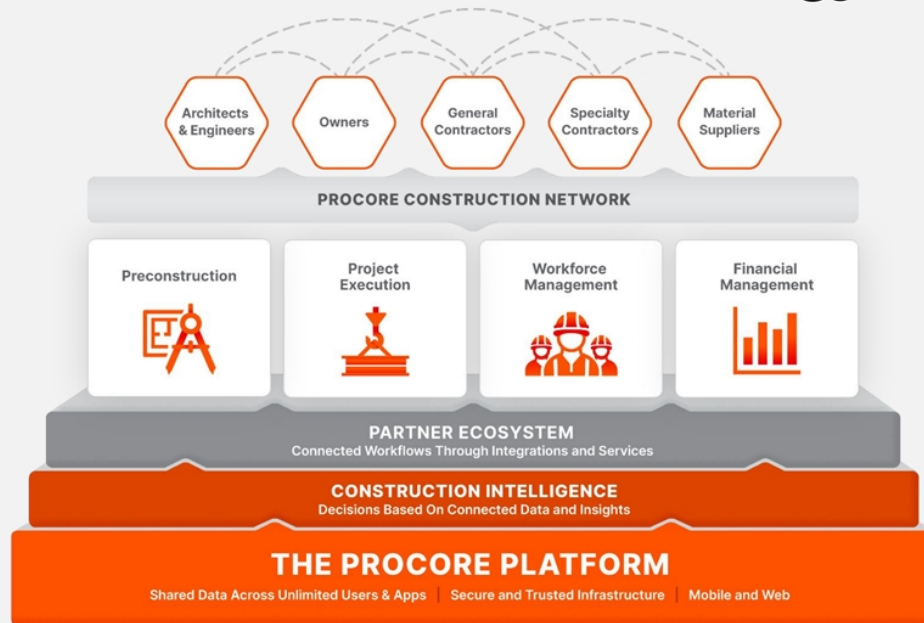 Architects
& Engineers
Owners
General
Contractors
Specialty
Contractors
Material
Suppliers
PROCORE CONSTRUCTION NETWORK
Preconstruction
Project
Execution
Workforce
Management
Financial
Management
PARTNER ECOSYSTEM
Connected Workflows Through Integrations and Services
CONSTRUCTION INTELLIGENCE
Decisions Based On Connected Data and Insights
THE PROCORE PLATFORM
Shared Data Across Unlimited Users & Apps | Secure and Trusted Infrastructure | Mobile and Web